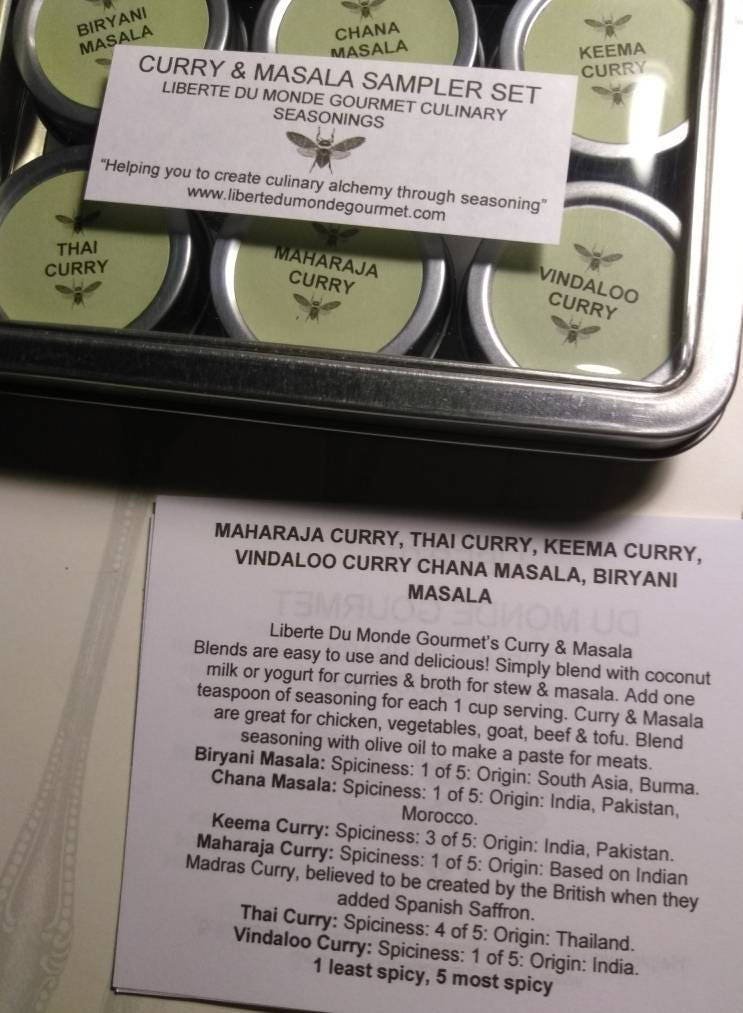 BIRYANI
MASALA
CHANA
MASALA
KEEMA
CURRY
CURRY & MASALA SAMPLER SET
LIBERTE DU MONDE GOURMET CULINARY
SEASONINGS
"Helping you to create culinary alchemy through seasoning"
www.libertedumondegourmet.com
THAI
CURRY
MAHARAJA
CURRY
VINDALOO
CURRY
MAHARAJA CURRY, THAI CURRY, KEEMA CURRY,
VINDALOO CURRY CHANA MASALA, BIRYANI
MASALA
DU MONDE GOURMET
Liberte Du Monde Gourmet's Curry & Masala
Blends are easy to use and delicious! Simply blend with coconut
milk or yogurt for curries & broth for stew & masala. Add one
teaspoon of seasoning for each 1 cup serving. Curry & Masala
are great for chicken, vegetables, goat, beef & tofu. Blend
seasoning with olive oil to make a paste for meats.
Biryani Masala: Spiciness: 1 of 5: Origin: South Asia, Burma.
Chana Masala: Spiciness: 1 of 5: Origin: India, Pakistan,
Morocco.
Keema Curry: Spiciness: 3 of 5: Origin: India, Pakistan.
Maharaja Curry: Spiciness: 1 of 5: Origin: Based on Indian
Madras Curry, believed to be created by the British when they
added Spanish Saffron.
Thai Curry: Spiciness: 4 of 5: Origin: Thailand.
Vindaloo Curry: Spiciness: 1 of 5: Origin: India.
1 least spicy, 5 most spicy